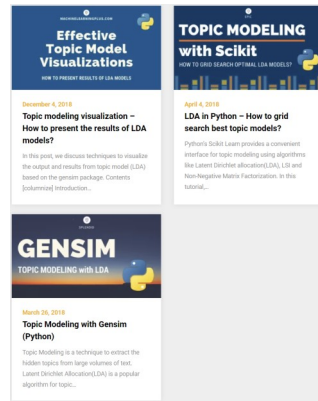 MACHINELEARNINGPLUS.COM
Effective
Topic Model
Visualizations
HOW TO PRESENT RESULTS OF LDA MODELS
December 4, 2018
Topic modeling visualization –
How to present the results of LDA
models?
In this post, we discuss techniques to visualize
the output and results from topic model (LDA)
based on the gensim package. Contents
[columnize] Introduction...
TOPIC MODELING
with Scikit
HOW TO GRID SEARCH OPTIMAL LDA MODELS?
April 4, 2018
LDA in Python – How to grid
search best topic models?
Python's Scikit Learn provides a convenient
interface for topic modeling using algorithms
like Latent Dirichlet allocation(LDA), LSI and
Non-Negative Matrix Factorization. In this
tutorial,...
GENSIM
TOPIC MODELING with LDA
March 26, 2018
Topic Modeling with Gensim
(Python)
Topic Modeling is a technique to extract the
hidden topics from large volumes of text.
Latent Dirichlet Allocation(LDA) is a popular
algorithm for topic...